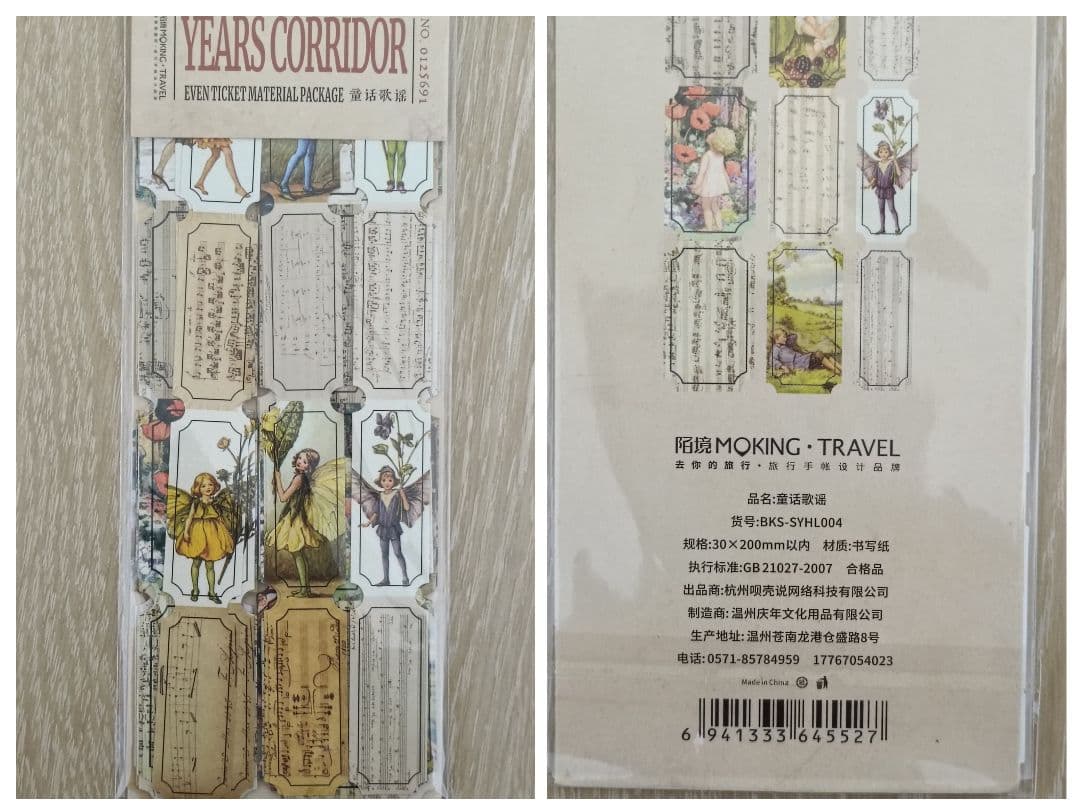 陌境MOKING·TRAVEL
YEARS CORRIDOR
NO. 0125691
EVEN TICKET MATERIAL PACKAGE 童话歌谣
陌境MOKING·TRAVEL
去你的旅行·旅行手帐设计品牌
品名:童话歌谣
货号:BKS-SYHL004
规格:30×200mm以内 材质:书写纸
执行标准:GB 21027-2007 合格品
出品商:杭州呗壳说网络科技有限公司
制造商:温州庆年文化用品有限公司
生产地址:温州苍南龙港仓盛路8号
电话:0571-85784959 17767054023
Made in China
6 941333 645527